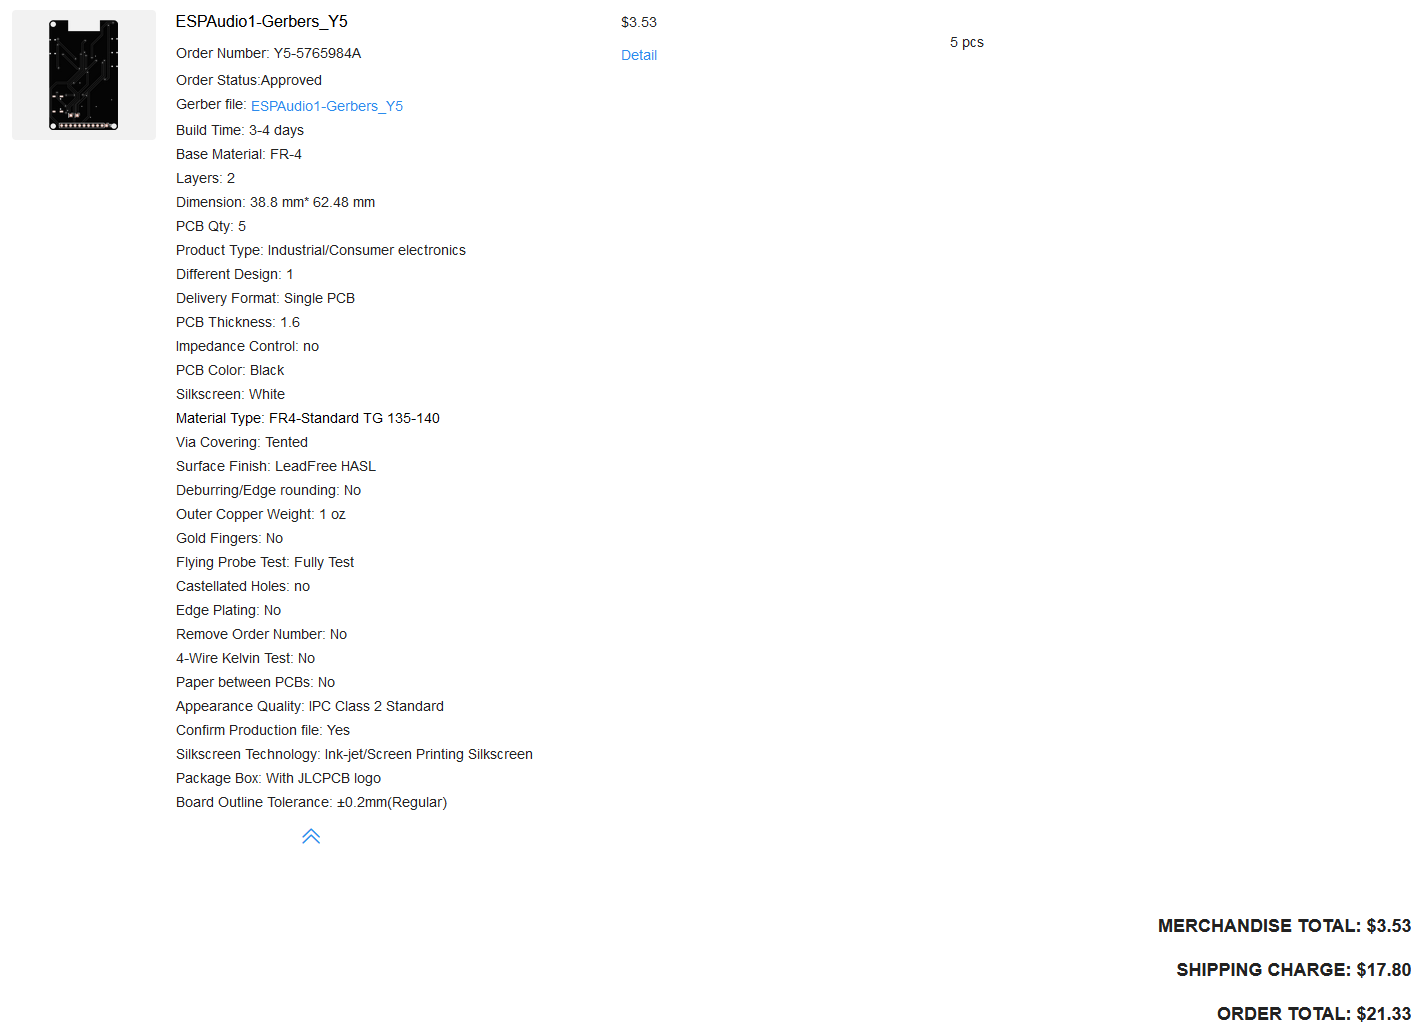 ESPAudio1-Gerbers_Y5
$3.53
5 pcs
Order Number: Y5-5765984A
Detail
Order Status:Approved
Gerber file: ESPAudio1-Gerbers_Y5
Build Time: 3-4 days
Base Material: FR-4
Layers: 2
Dimension: 38.8 mm* 62.48 mm
PCB Qty: 5
Product Type: Industrial/Consumer electronics
Different Design: 1
Delivery Format: Single PCB
PCB Thickness: 1.6
Impedance Control: no
PCB Color: Black
Silkscreen: White
Material Type: FR4-Standard TG 135-140
Via Covering: Tented
Surface Finish: LeadFree HASL
Deburring/Edge rounding: No
Outer Copper Weight: 1 oz
Gold Fingers: No
Flying Probe Test: Fully Test
Castellated Holes: no
Edge Plating: No
Remove Order Number: No
4-Wire Kelvin Test: No
Paper between PCBs: No
Appearance Quality: IPC Class 2 Standard
Confirm Production file: Yes
Silkscreen Technology: Ink-jet/Screen Printing Silkscreen
Package Box: With JLCPCB logo
Board Outline Tolerance: ±0.2mm(Regular)
MERCHANDISE TOTAL: $3.53
SHIPPING CHARGE: $17.80
ORDER TOTAL: $21.33